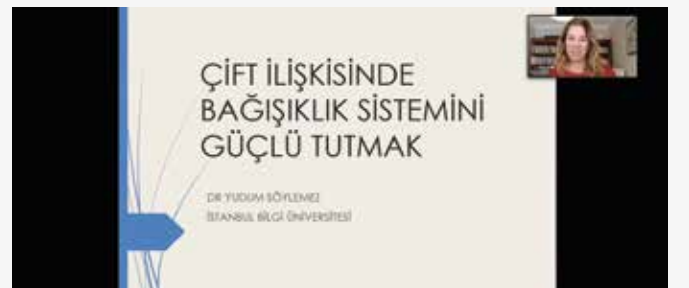 ÇİFT İLİŞKİSİNDE
BAĞIŞIKLIK SİSTEMİNİ
GÜÇLÜ TUTMAK
DR YUDUM SÖYLEMEZ
İSTANBUL BİLGİ ÜNİVERSİTESİ